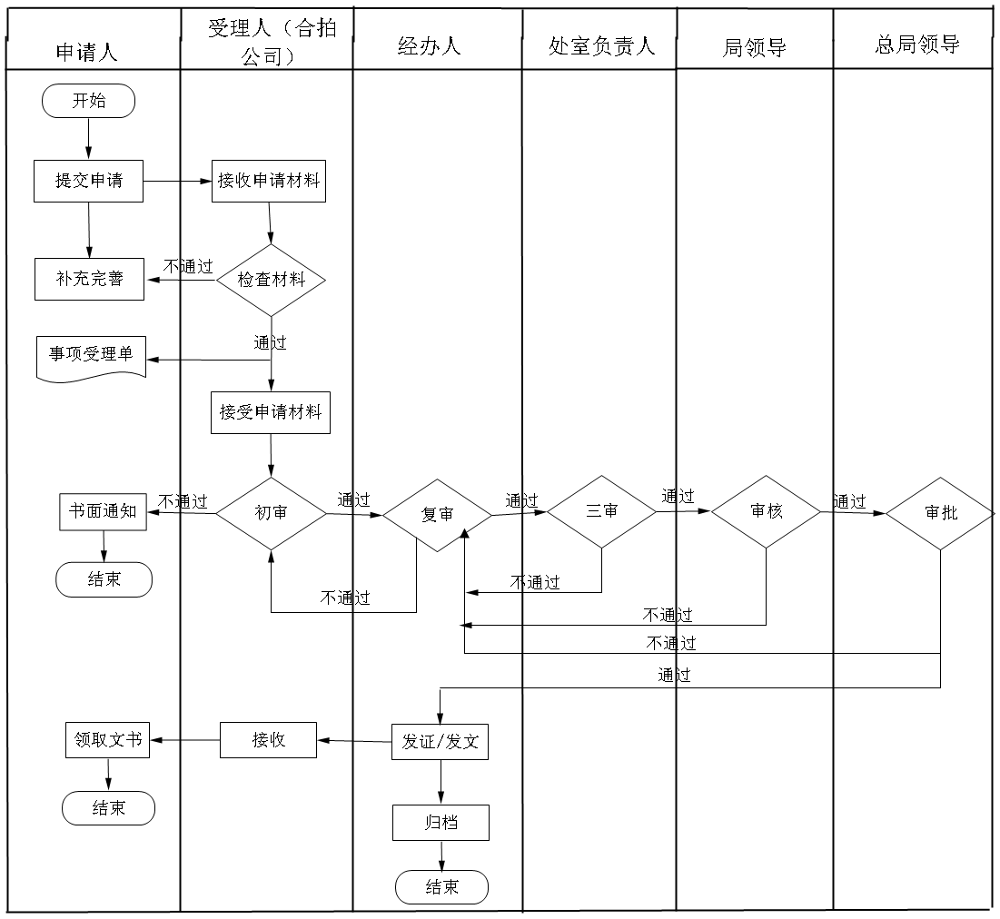 申请人
受理人（合拍
公司）
经办人
处室负责人
局领导
总局领导
开始
提交申请
接收申请材料
补充完善
不通过
检查材料
通过
事项受理单
接受申请材料
书面通知
不通过
初审
通过
复审
通过
三审
通过
审核
通过
审批
结束
不通过
不通过
不通过
不通过
通过
领取文书
接收
发证/发文
结束
归档
结束